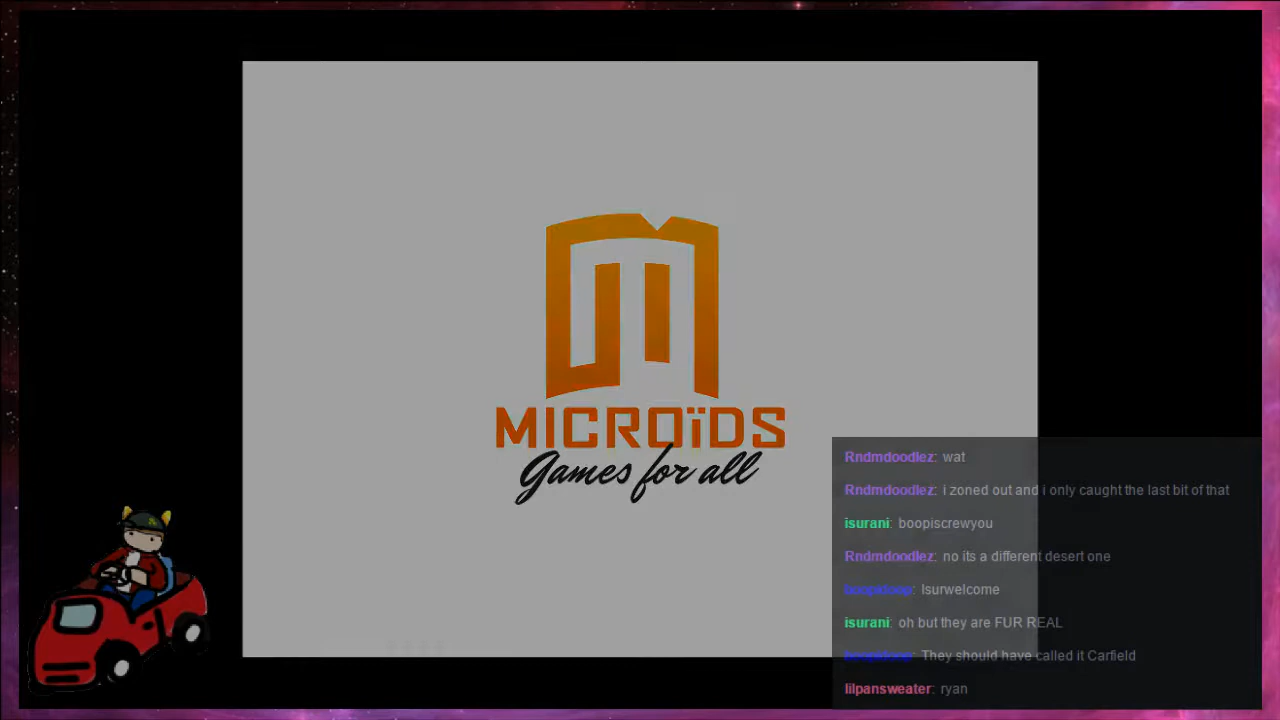 MICROÏDS
Games for all
Rndmdoodlez: wat
Rndmdoodlez: i zoned out and i only caught the last bit of that
isurani: boopiscrewyou
Rndmdoodlez: no its a different desert one
boopidoop: Isurwelcome
isurani: oh but they are FUR REAL
boopidoop: They should have called it Carfield
lilpansweater: ryan